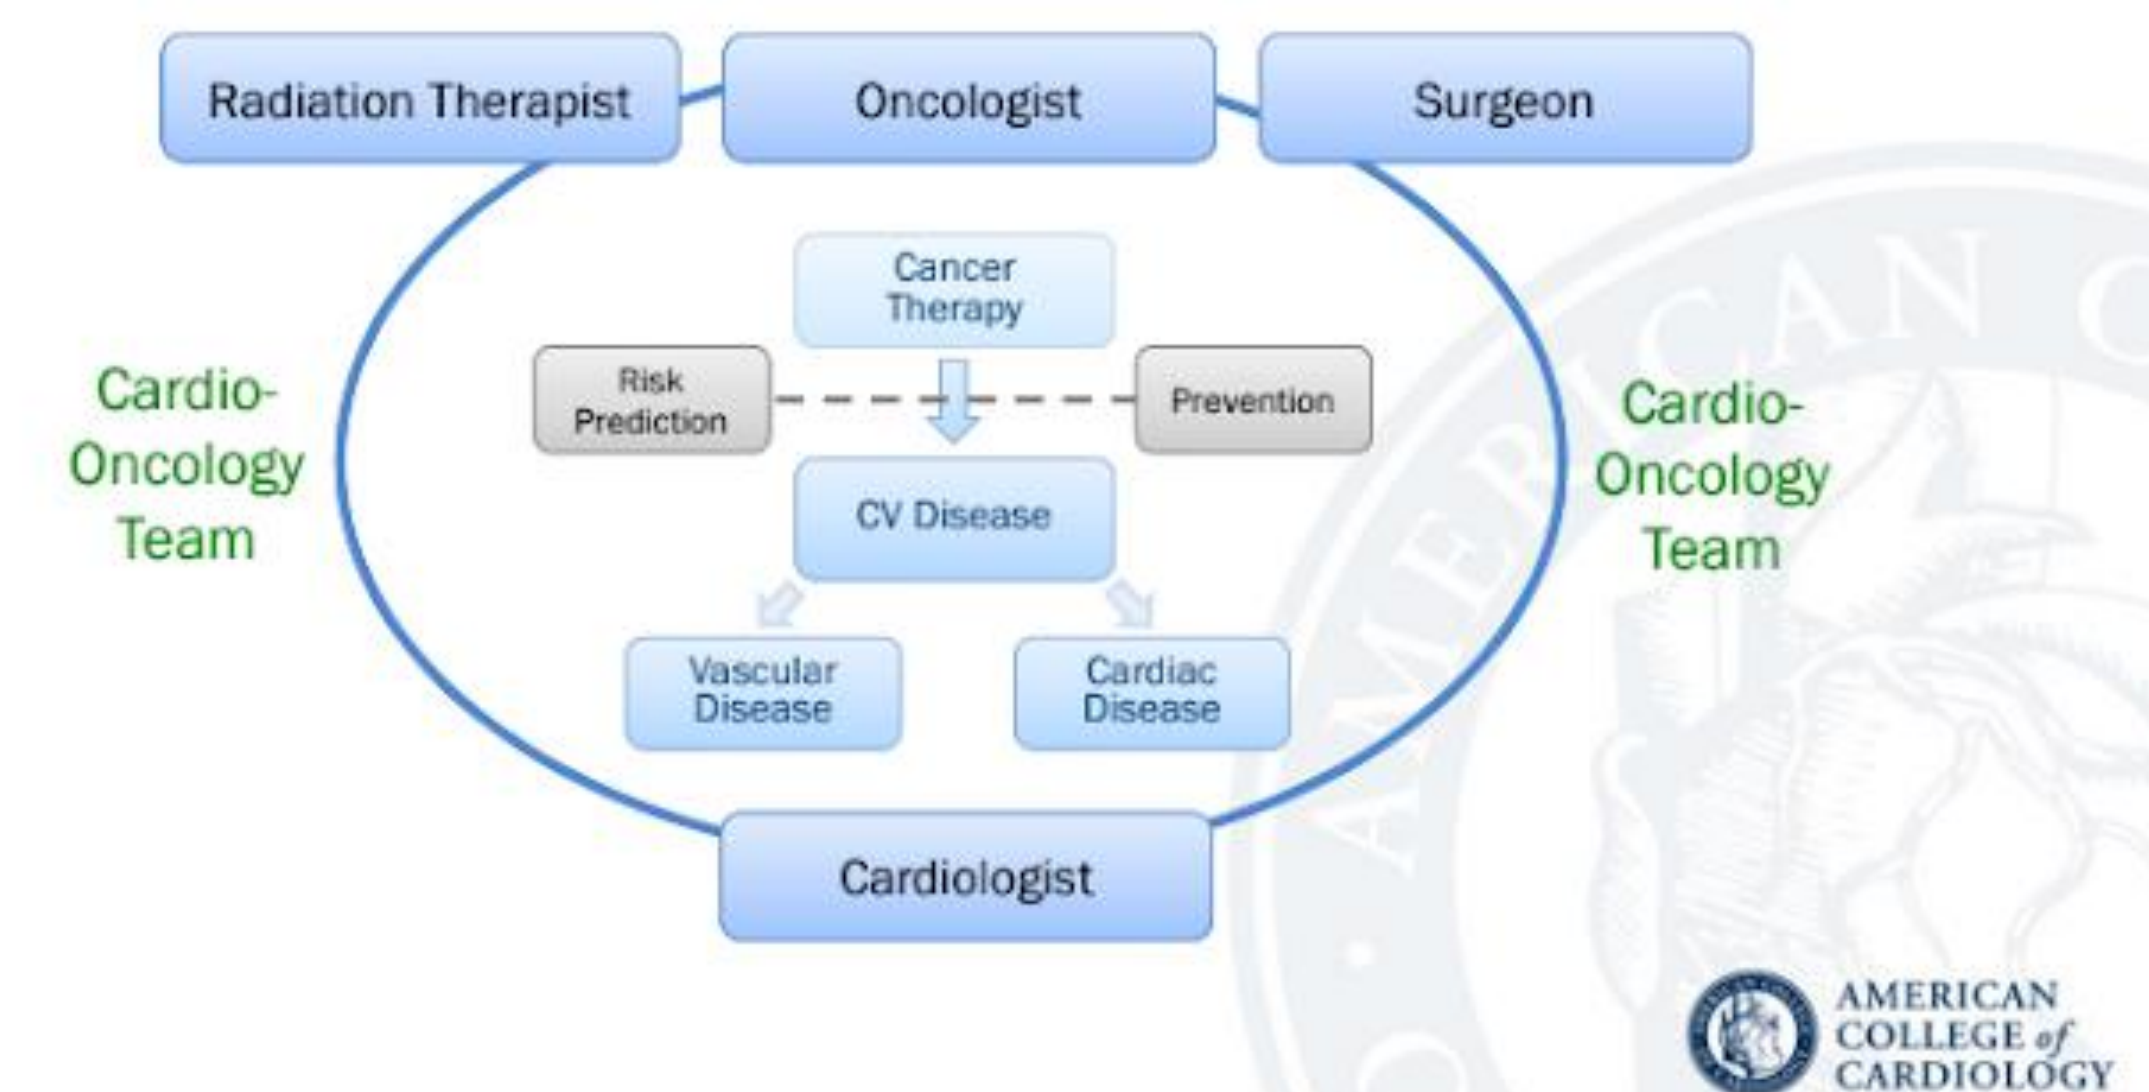 Radiation Therapist
Oncologist
Surgeon
Cancer
Therapy
Risk
Prediction
Prevention
Cardio-
Oncology
Team
Cardio-
Oncology
Team
CV Disease
Vascular
Disease
Cardiac
Disease
Cardiologist
AMERICAN C
AMERICAN
COLLEGE of
CARDIOLOGY